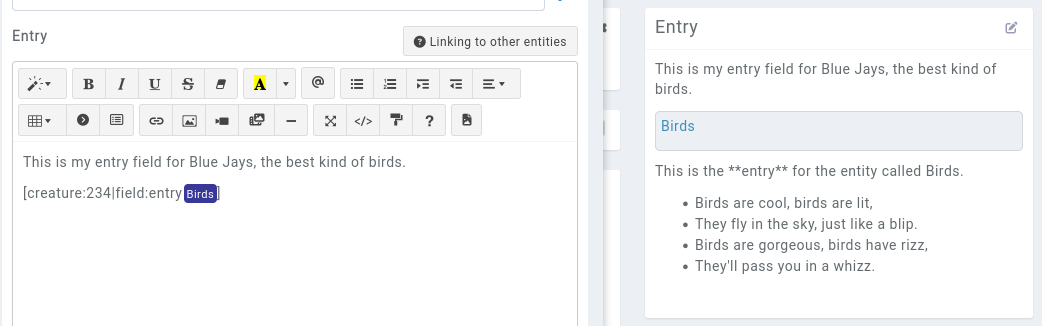 Entry
Linking to other entities
B I U S A @
</> ?
This is my entry field for Blue Jays, the best kind of birds.
[creature:234|field:entry Birds]
Entry
This is my entry field for Blue Jays, the best kind of
birds.
Birds
This is the **entry** for the entity called Birds.
Birds are cool, birds are lit,
They fly in the sky, just like a blip.
Birds are gorgeous, birds have rizz,
They'll pass you in a whizz.